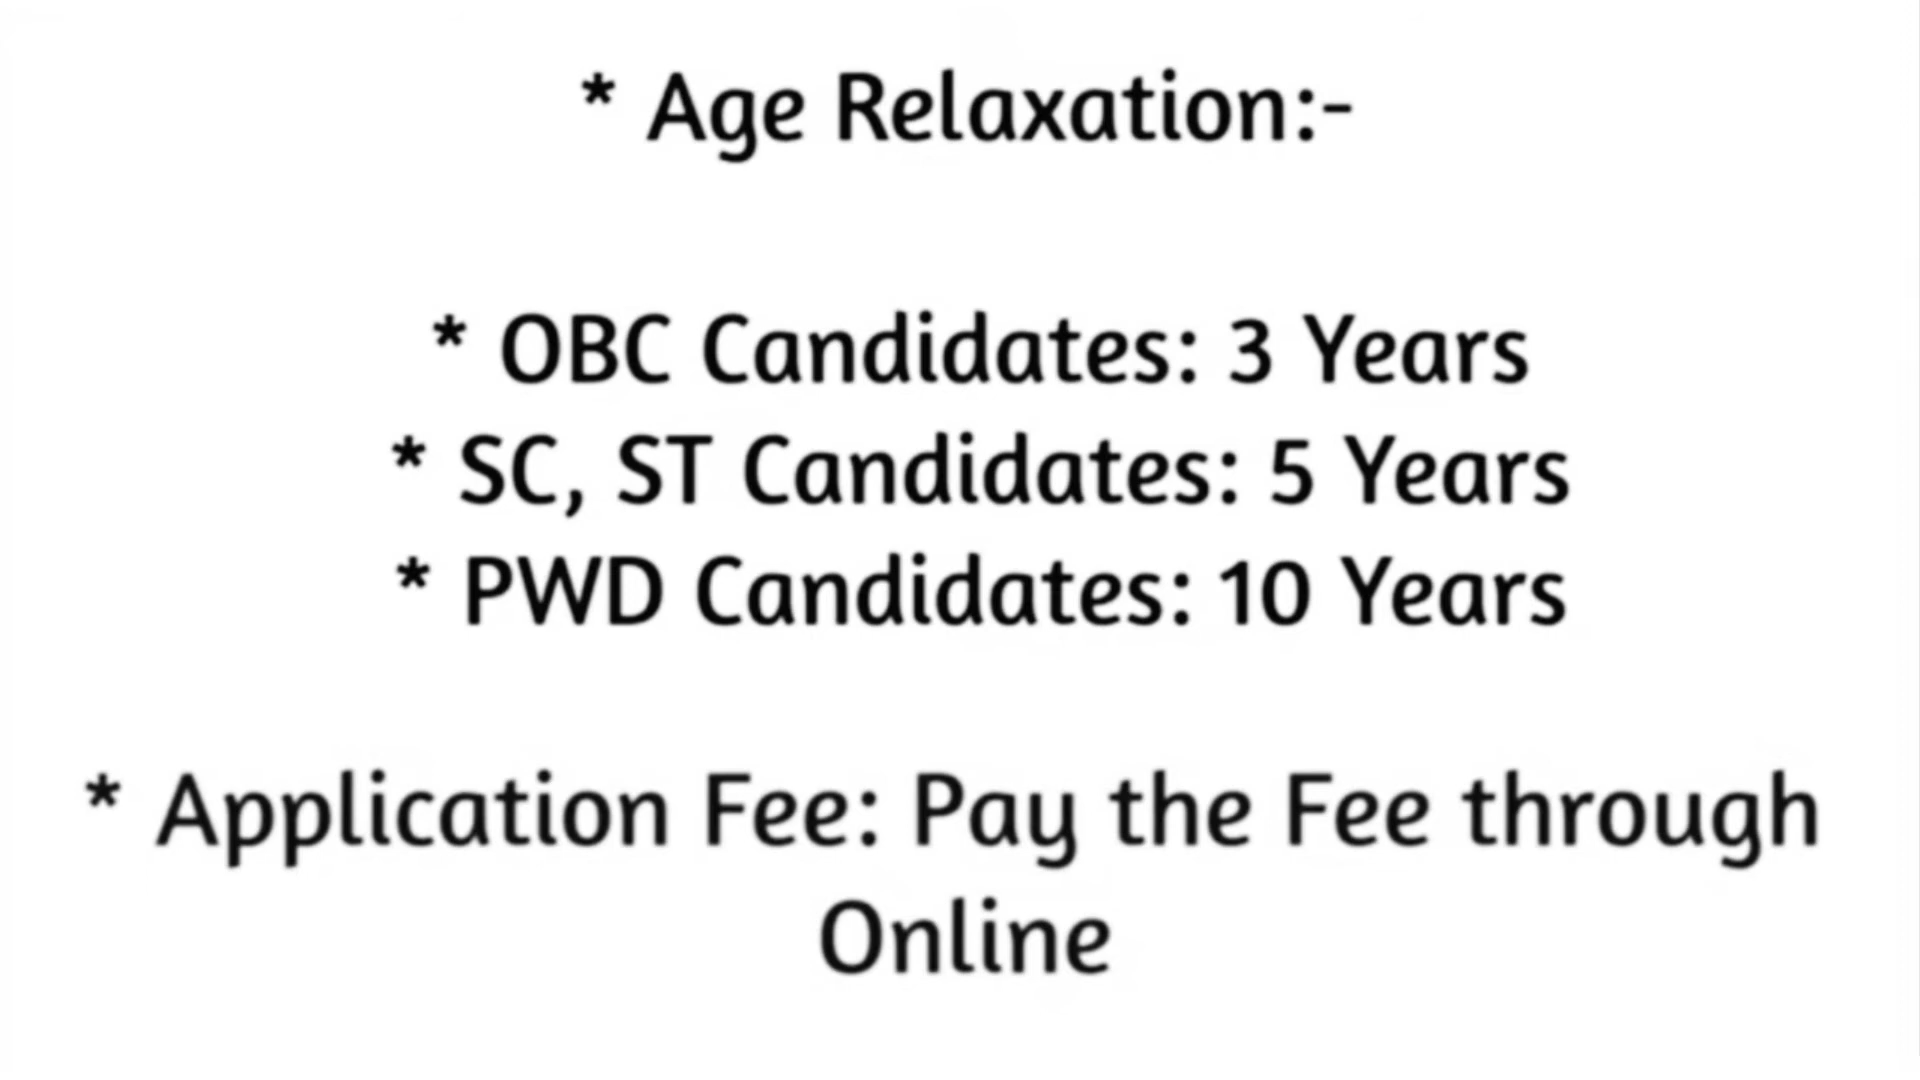 * Age Relaxation:-
* OBC Candidates: 3 Years
* SC, ST Candidates: 5 Years
* PWD Candidates: 10 Years
* Application Fee: Pay the Fee through
Online